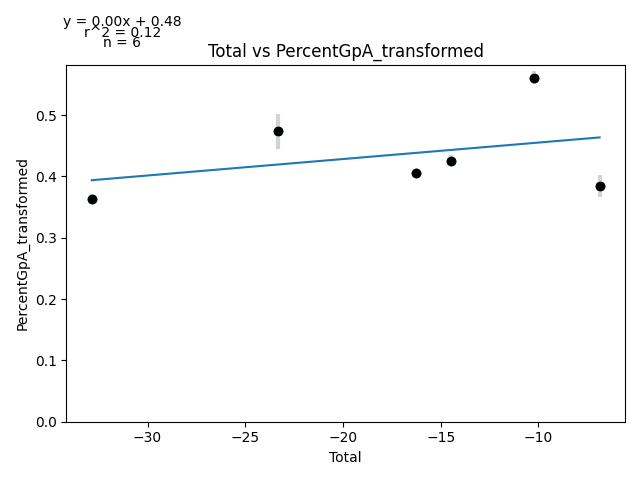 y = 0.00x + 0.48
r^2 = 0.12
n = 6
Total vs PercentGpA_transformed
PercentGpA_transformed
0.5
0.4
0.3
0.2
0.1
0.0
−30
−25
−20
−15
−10
Total